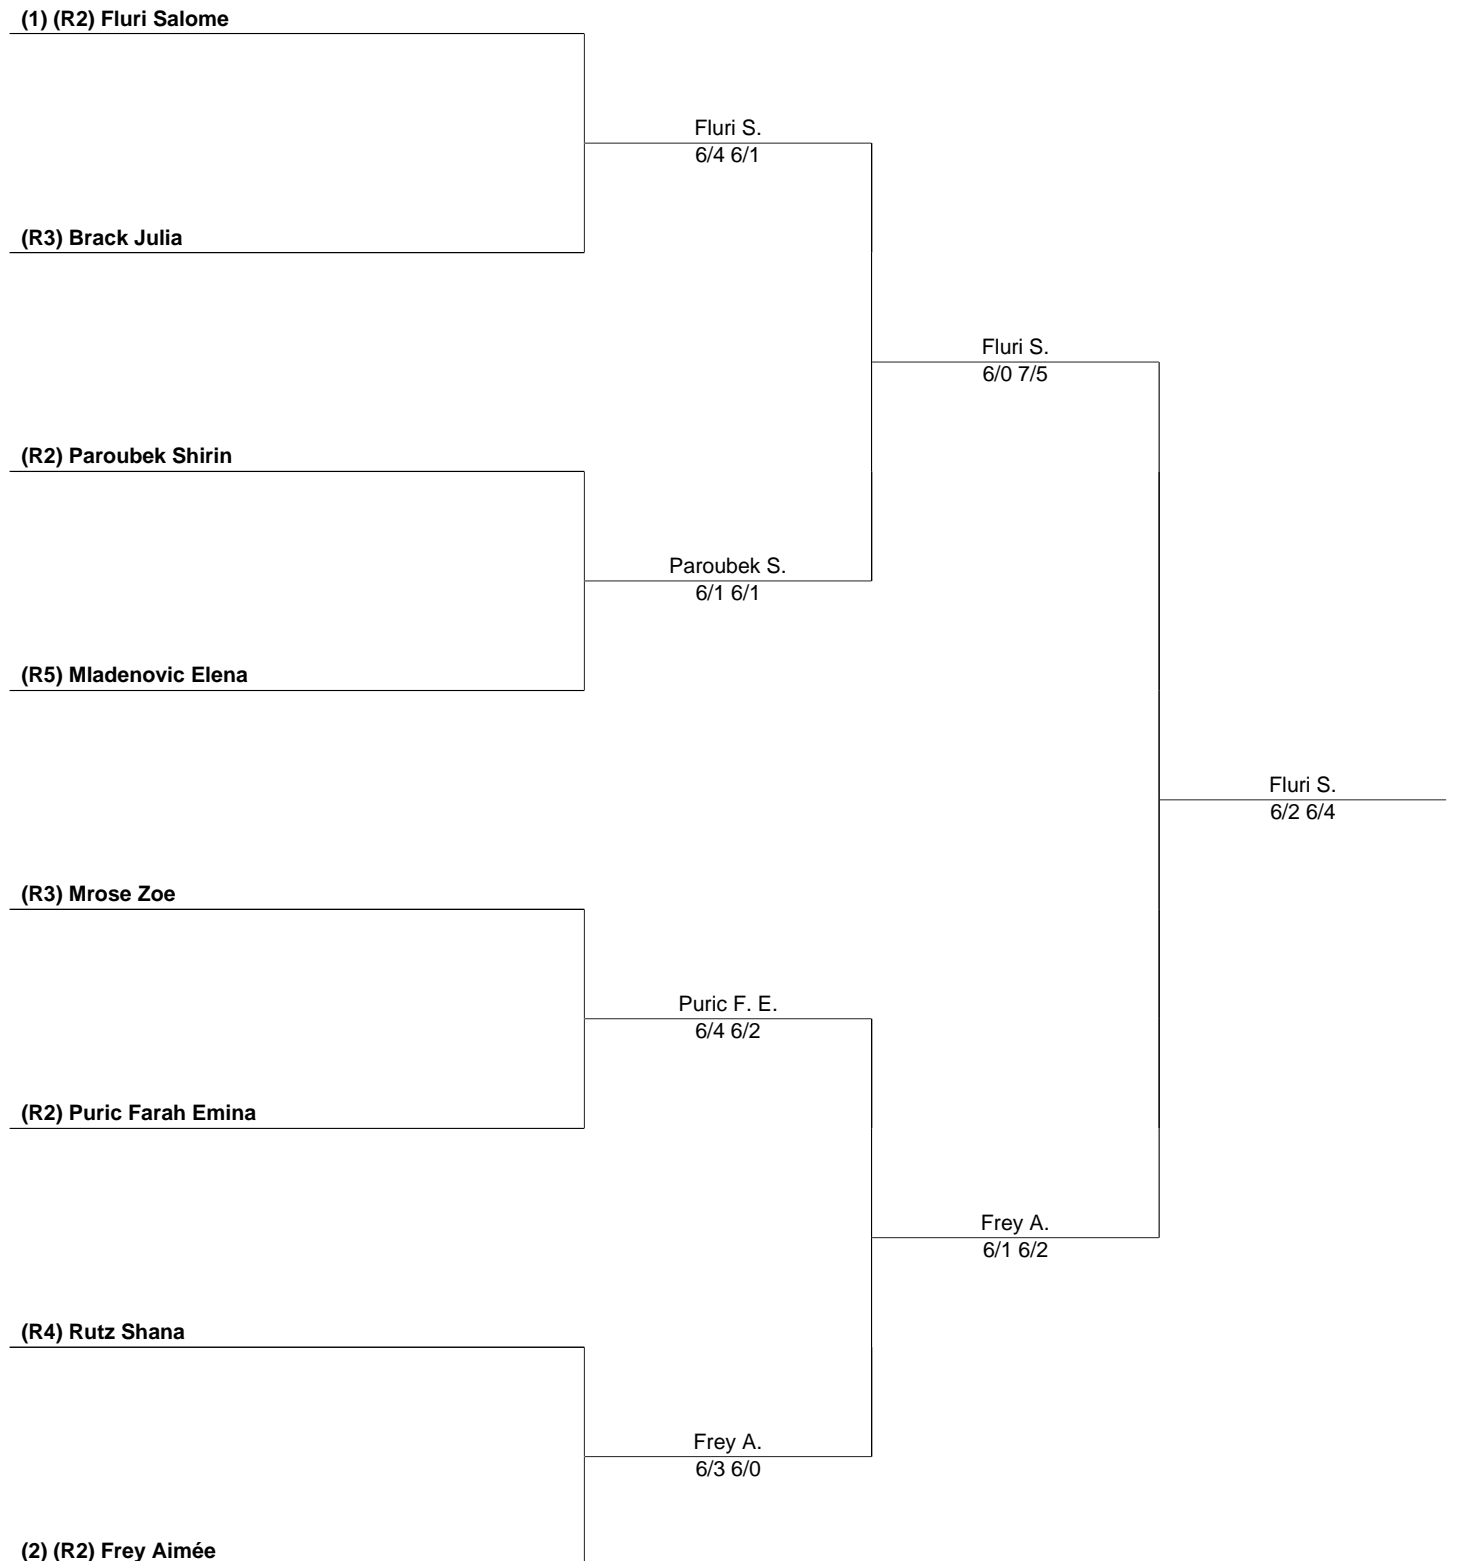 (1) (R2) Fluri Salome
Fluri S.
6/4 6/1
(R3) Brack Julia
Fluri S.
6/0 7/5
(R2) Paroubek Shirin
Paroubek S.
6/1 6/1
(R5) Mladenovic Elena
Fluri S.
6/2 6/4
(R3) Mrose Zoe
Puric F. E.
6/4 6/2
(R2) Puric Farah Emina
Frey A.
6/1 6/2
(R4) Rutz Shana
Frey A.
6/3 6/0
(2) (R2) Frey Aimée